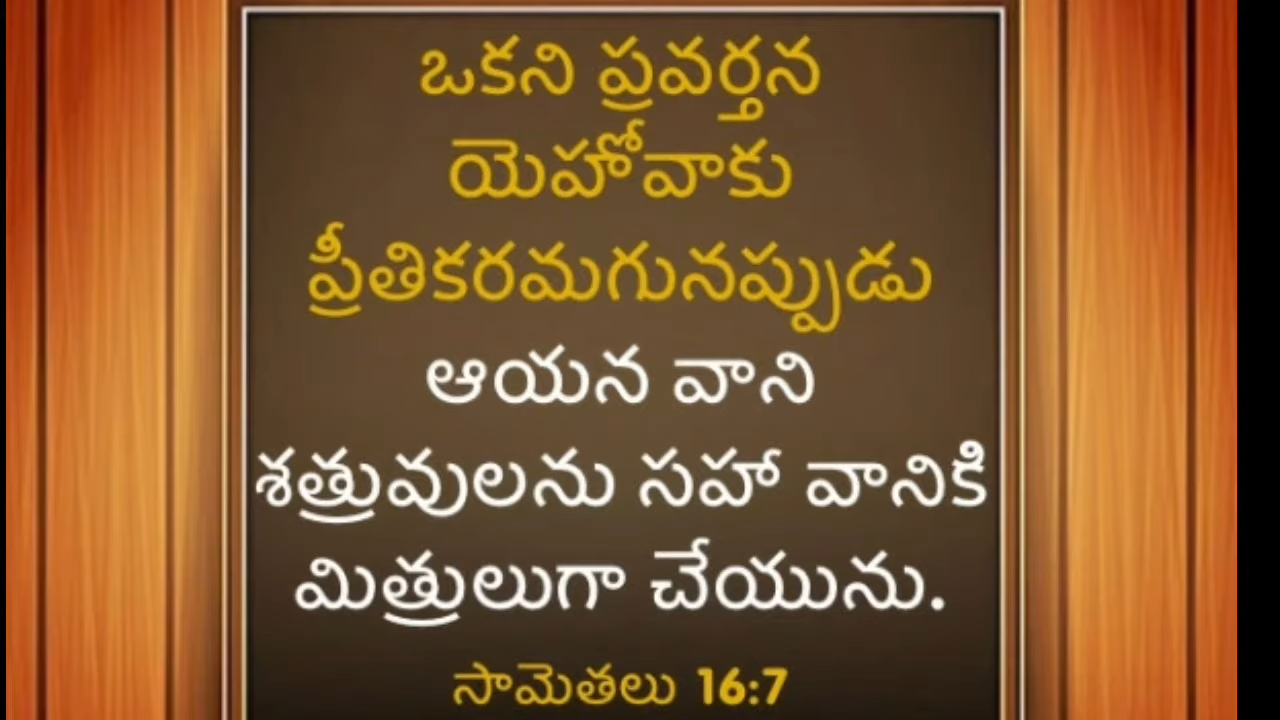 ఒకని ప్రవర్తన
యెహోవాకు
ప్రీతికరమగునప్పుడు
ఆయన వాని
శత్రువులను సహా వానికి
మిత్రులుగా చేయును.
సామెతలు 16:7